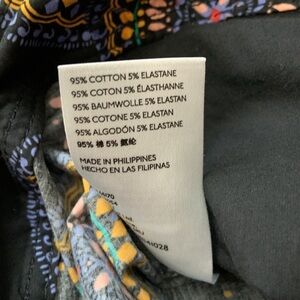 95% COTTON 5% ELASTANE
95% COTON 5% ÉLASTHANNE
95% BAUMWOLLE 5% ELASTAN
95% COTONE 5% ELASTAN
95% ALGODÓN 5% ELASTANE
95% 棉 5% 氨纶
MADE IN PHILIPPINES
HECHO EN LAS FILIPINAS
41028